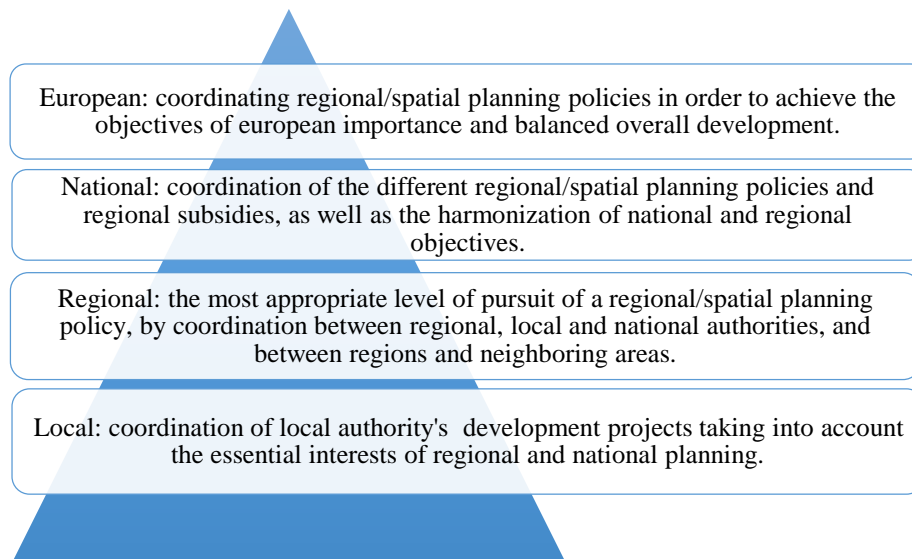 European: coordinating regional/spatial planning policies in order to achieve the
objectives of european importance and balanced overall development.
National: coordination of the different regional/spatial planning policies and
regional subsidies, as well as the harmonization of national and regional
objectives.
Regional: the most appropriate level of pursuit of a regional/spatial planning
policy, by coordination between regional, local and national authorities, and
between regions and neighboring areas.
Local: coordination of local authority's  development projects taking into account
the essential interests of regional and national planning.